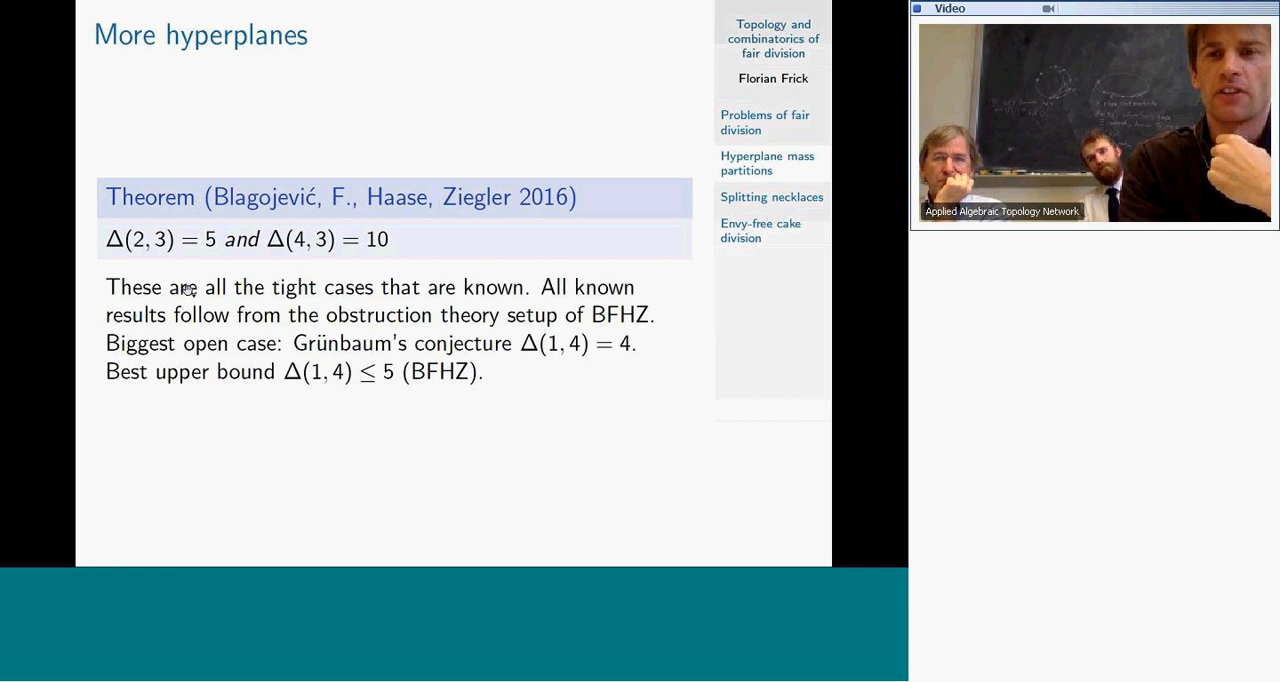 More hyperplanes
Theorem (Blagojević, F., Haase, Ziegler 2016)
Δ(2, 3) = 5 and Δ(4, 3) = 10
These are all the tight cases that are known. All known
results follow from the obstruction theory setup of BFHZ.
Biggest open case: Grünbaum's conjecture Δ(1, 4) = 4.
Best upper bound Δ(1, 4) ≤ 5 (BFHZ).
Topology and
combinatorics of
fair division
Florian Frick
Problems of fair
division
Hyperplane mass
partitions
Splitting necklaces
Envy-free cake
division
Video
Applied Algebraic Topology Network